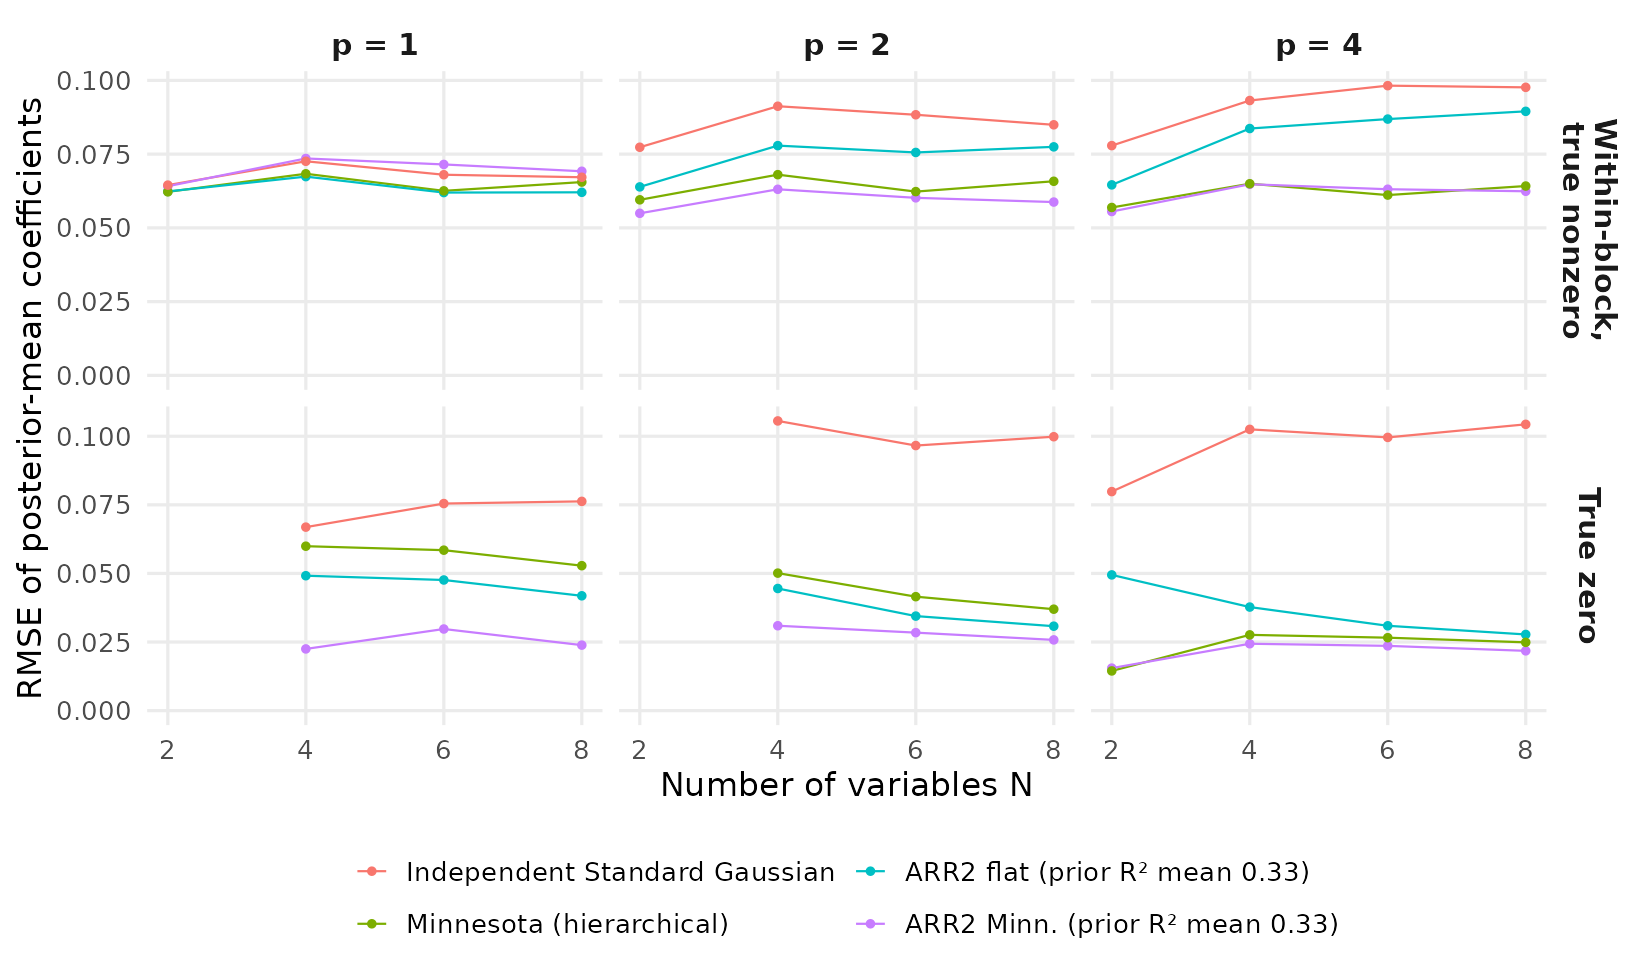 p = 1
p = 2
p = 4
RMSE of posterior-mean coefficients
0.100
0.075
0.050
0.025
0.000
Within-block,
true nonzero
0.100
0.075
0.050
0.025
0.000
True zero
2 4 6 8
2 4 6 8
2 4 6 8
Number of variables N
Independent Standard Gaussian
ARR2 flat (prior R² mean 0.33)
Minnesota (hierarchical)
ARR2 Minn. (prior R² mean 0.33)